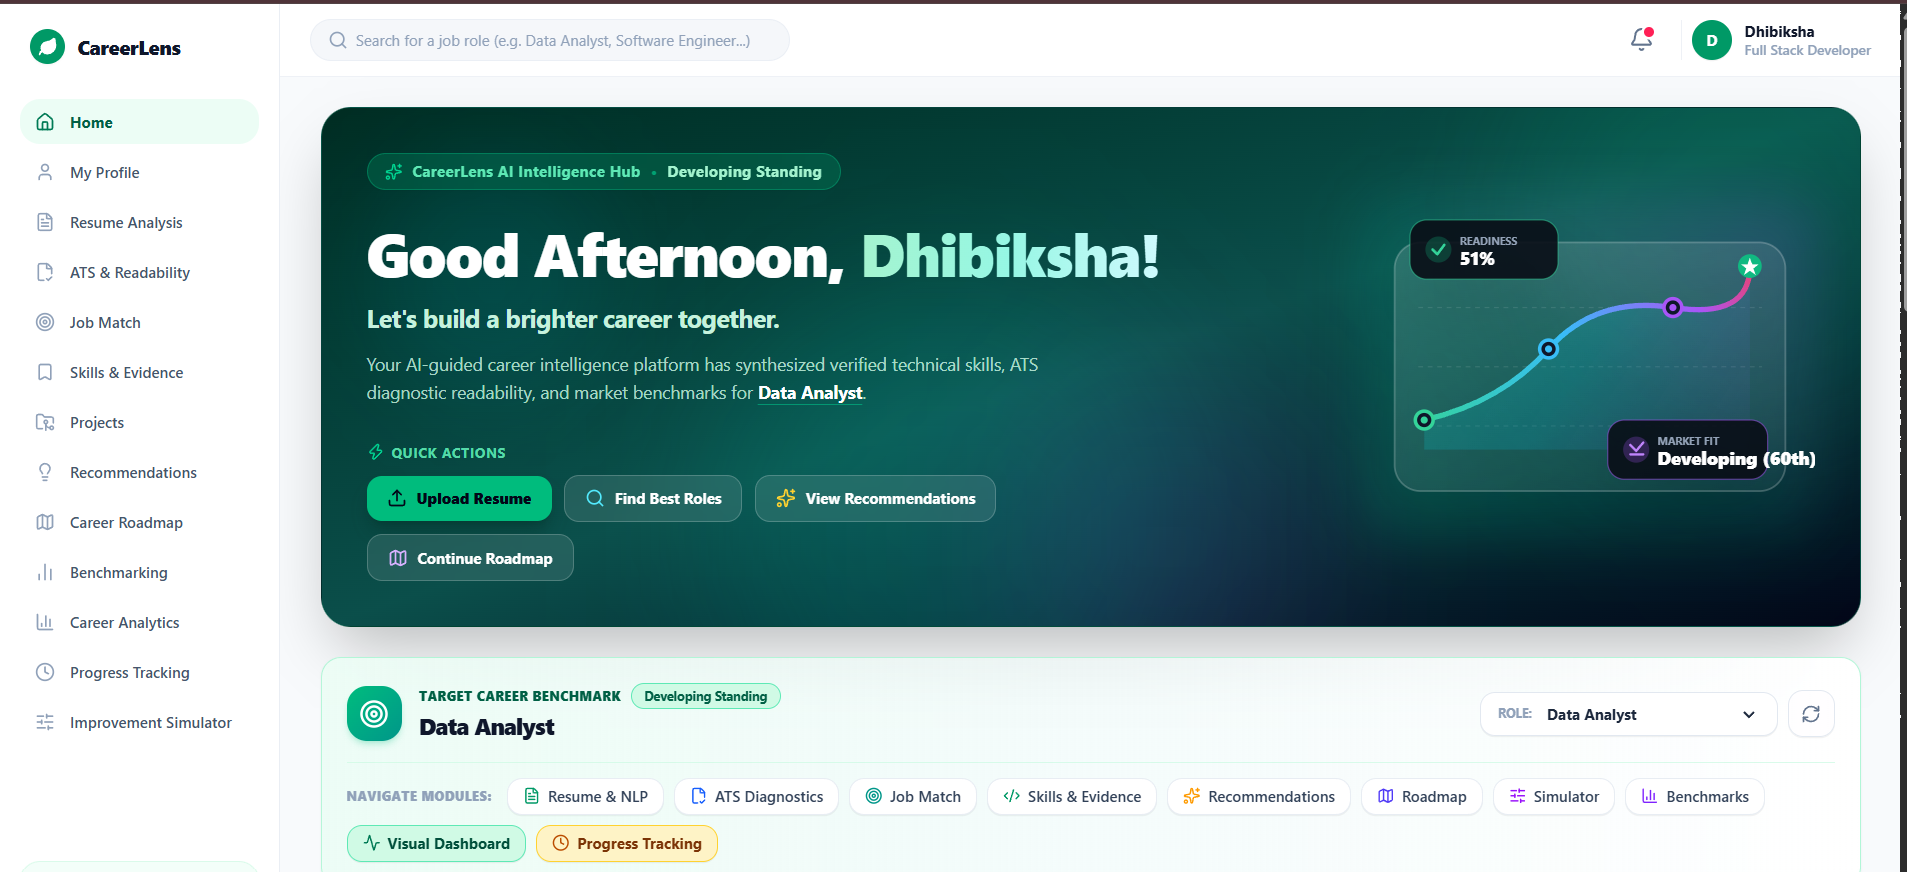 CareerLens
Search for a job role (e.g. Data Analyst, Software Engineer...)
D
Dhibiksha
Full Stack Developer
Home
My Profile
Resume Analysis
ATS & Readability
Job Match
Skills & Evidence
Projects
Recommendations
Career Roadmap
Benchmarking
Career Analytics
Progress Tracking
Improvement Simulator
CareerLens AI Intelligence Hub • Developing Standing
Good Afternoon, Dhibiksha!
Let's build a brighter career together.
Your AI-guided career intelligence platform has synthesized verified technical skills, ATS
diagnostic readability, and market benchmarks for Data Analyst.
QUICK ACTIONS
Upload Resume
Find Best Roles
View Recommendations
Continue Roadmap
READINESS
51%
MARKET FIT
Developing (60th)
TARGET CAREER BENCHMARK
Developing Standing
Data Analyst
ROLE: Data Analyst
NAVIGATE MODULES:
Resume & NLP
ATS Diagnostics
Job Match
Skills & Evidence
Recommendations
Roadmap
Simulator
Benchmarks
Visual Dashboard
Progress Tracking